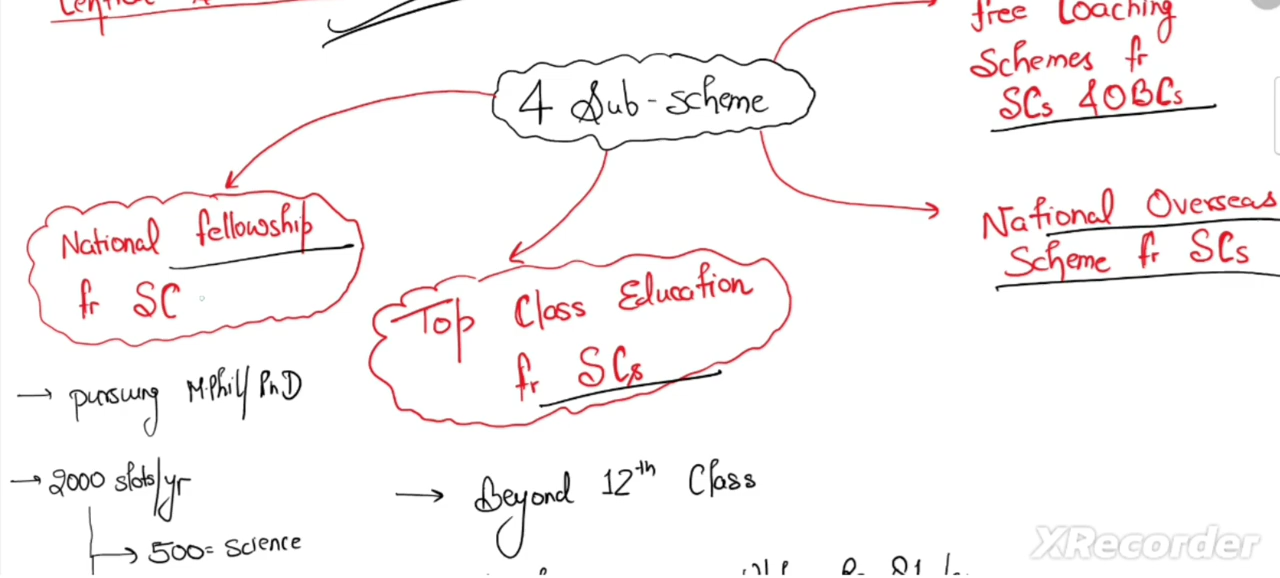 Central
4 Sub-scheme
free Coaching
Schemes fr
SCs & OBCs
National Overseas
Scheme fr SCs
National fellowship
fr SC
→ pursuing M.Phil/PhD
→ 2000 slots/yr
→ 500= Science
Top Class Education
fr SCs
→ Beyond 12th Class
XRecorder